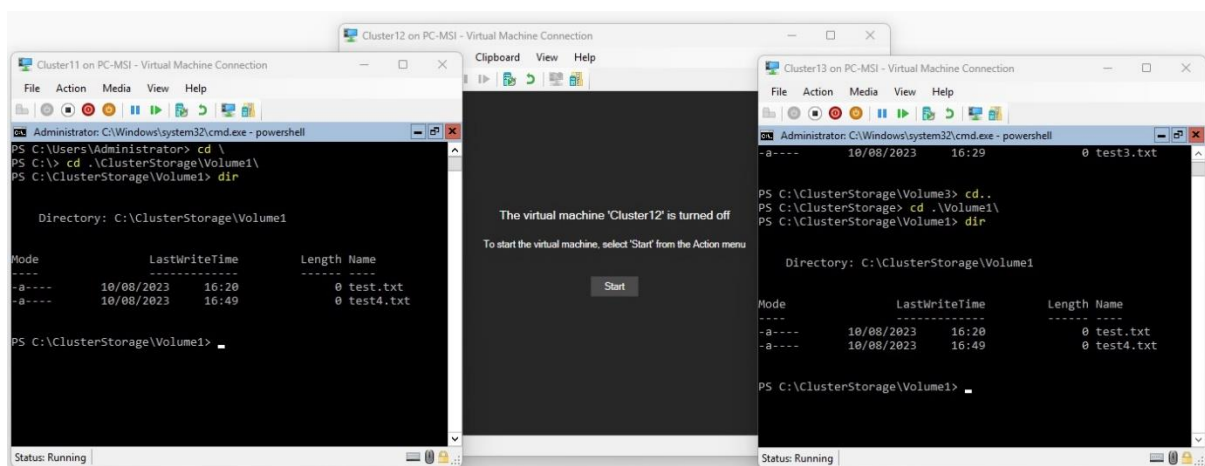 Cluster12 on PC-MSI - Virtual Machine Connection
Clipboard View Help
The virtual machine 'Cluster12' is turned off
To start the virtual machine, select 'Start' from the Action menu
Start
Cluster11 on PC-MSI - Virtual Machine Connection
File Action Media View Help
Administrator: C:\Windows\system32\cmd.exe - powershell
PS C:\Users\Administrator> cd \
PS C:\> cd .\ClusterStorage\Volume1\
PS C:\ClusterStorage\Volume1> dir
Directory: C:\ClusterStorage\Volume1
Mode LastWriteTime Length Name
---- ------------- ------ ----
-a---- 10/08/2023 16:20 0 test.txt
-a---- 10/08/2023 16:49 0 test4.txt
PS C:\ClusterStorage\Volume1>
Status: Running
Cluster13 on PC-MSI - Virtual Machine Connection
File Action Media View Help
Administrator: C:\Windows\system32\cmd.exe - powershell
-a---- 10/08/2023 16:29 0 test3.txt
PS C:\ClusterStorage\Volume3> cd..
PS C:\ClusterStorage> cd .\Volume1\
PS C:\ClusterStorage\Volume1> dir
Directory: C:\ClusterStorage\Volume1
Mode LastWriteTime Length Name
---- ------------- ------ ----
-a---- 10/08/2023 16:20 0 test.txt
-a---- 10/08/2023 16:49 0 test4.txt
PS C:\ClusterStorage\Volume1>
Status: Running